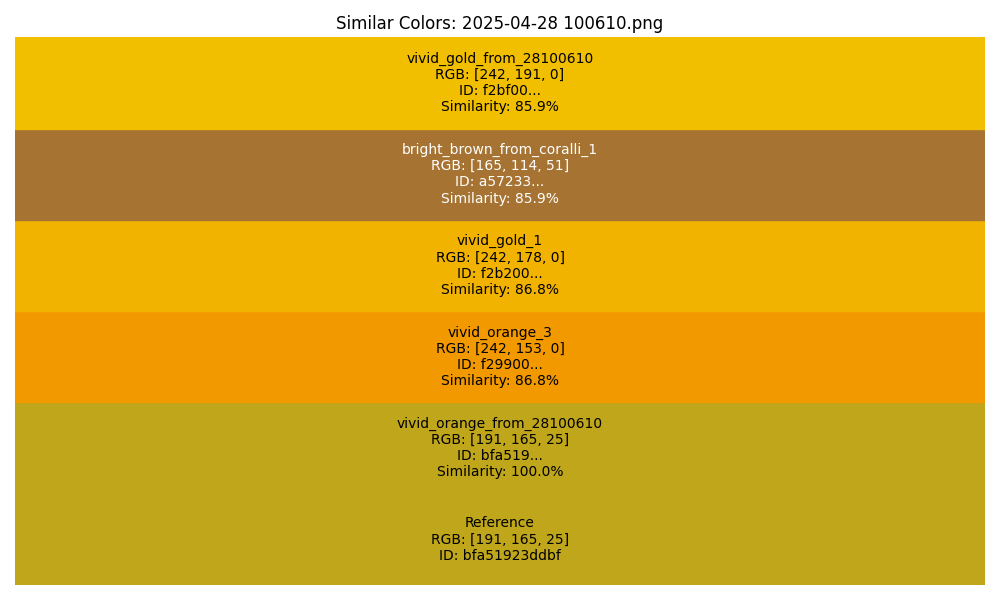 Similar Colors: 2025-04-28 100610.png
vivid_gold_from_28100610
RGB: [242, 191, 0]
ID: f2bf00...
Similarity: 85.9%
bright_brown_from_coralli_1
RGB: [165, 114, 51]
ID: a57233...
Similarity: 85.9%
vivid_gold_1
RGB: [242, 178, 0]
ID: f2b200...
Similarity: 86.8%
vivid_orange_3
RGB: [242, 153, 0]
ID: f29900...
Similarity: 86.8%
vivid_orange_from_28100610
RGB: [191, 165, 25]
ID: bfa519...
Similarity: 100.0%
Reference
RGB: [191, 165, 25]
ID: bfa51923ddbf